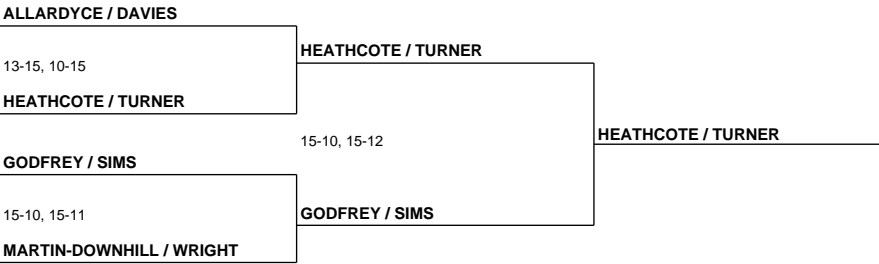 ALLARDYCE / DAVIES
13-15, 10-15
HEATHCOTE / TURNER
GODFREY / SIMS
15-10, 15-11
MARTIN-DOWNHILL / WRIGHT
HEATHCOTE / TURNER
15-10, 15-12
GODFREY / SIMS
HEATHCOTE / TURNER